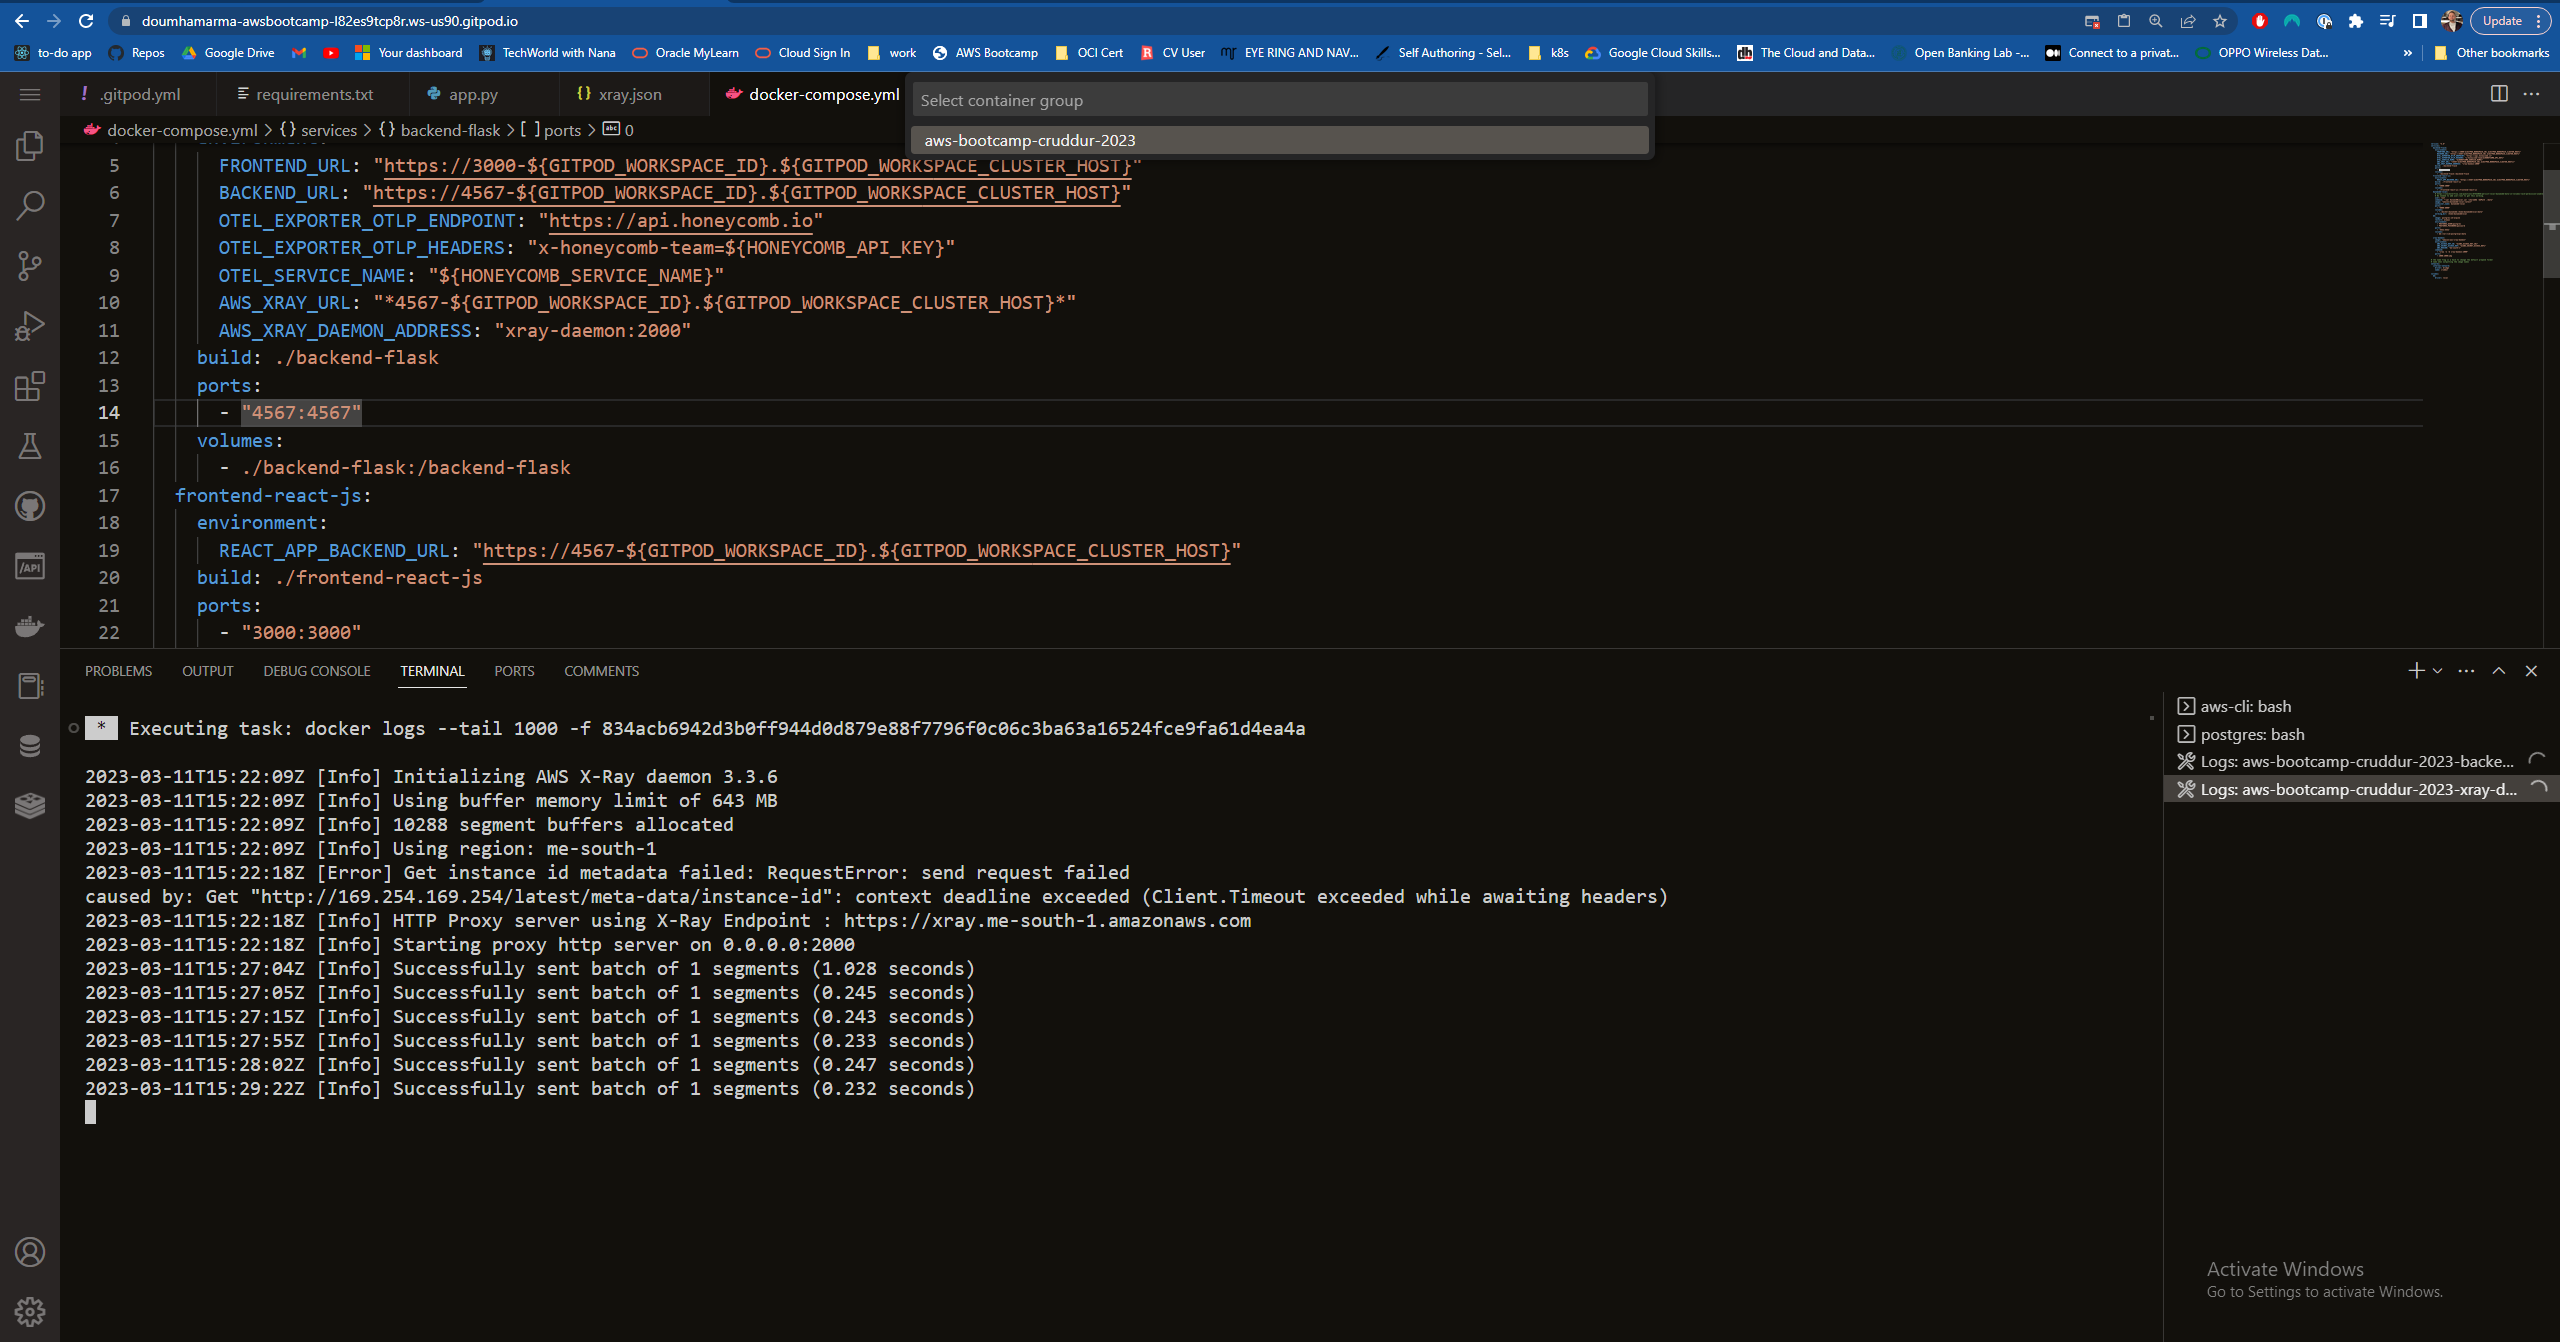 doumhamarma-awsbootcamp-l82es9tcp8r.ws-us90.gitpod.io
Update
to-do app
Repos
Google Drive
Your dashboard
TechWorld with Nana
Oracle MyLearn
Cloud Sign In
work
AWS Bootcamp
OCI Cert
CV User
EYE RING AND NAV...
Self Authoring - Sel...
k8s
Google Cloud Skills...
The Cloud and Data...
Open Banking Lab -...
Connect to a privat...
OPPO Wireless Dat...
»
Other bookmarks
! .gitpod.yml
requirements.txt
app.py
{} xray.json
docker-compose.yml
Select container group
aws-bootcamp-cruddur-2023
docker-compose.yml > {} services > {} backend-flask > [ ] ports > abc 0
5 FRONTEND_URL: "https://3000-${GITPOD_WORKSPACE_ID}.${GITPOD_WORKSPACE_CLUSTER_HOST}"
6 BACKEND_URL: "https://4567-${GITPOD_WORKSPACE_ID}.${GITPOD_WORKSPACE_CLUSTER_HOST}"
7 OTEL_EXPORTER_OTLP_ENDPOINT: "https://api.honeycomb.io"
8 OTEL_EXPORTER_OTLP_HEADERS: "x-honeycomb-team=${HONEYCOMB_API_KEY}"
9 OTEL_SERVICE_NAME: "${HONEYCOMB_SERVICE_NAME}"
10 AWS_XRAY_URL: "*4567-${GITPOD_WORKSPACE_ID}.${GITPOD_WORKSPACE_CLUSTER_HOST}*"
11 AWS_XRAY_DAEMON_ADDRESS: "xray-daemon:2000"
12 build: ./backend-flask
13 ports:
14 - "4567:4567"
15 volumes:
16 - ./backend-flask:/backend-flask
17 frontend-react-js:
18 environment:
19 REACT_APP_BACKEND_URL: "https://4567-${GITPOD_WORKSPACE_ID}.${GITPOD_WORKSPACE_CLUSTER_HOST}"
20 build: ./frontend-react-js
21 ports:
22 - "3000:3000"
/API
PROBLEMS
OUTPUT
DEBUG CONSOLE
TERMINAL
PORTS
COMMENTS
* Executing task: docker logs --tail 1000 -f 834acb6942d3b0ff944d0d879e88f7796f0c06c3ba63a16524fce9fa61d4ea4a
2023-03-11T15:22:09Z [Info] Initializing AWS X-Ray daemon 3.3.6
2023-03-11T15:22:09Z [Info] Using buffer memory limit of 643 MB
2023-03-11T15:22:09Z [Info] 10288 segment buffers allocated
2023-03-11T15:22:09Z [Info] Using region: me-south-1
2023-03-11T15:22:18Z [Error] Get instance id metadata failed: RequestError: send request failed
caused by: Get "http://169.254.169.254/latest/meta-data/instance-id": context deadline exceeded (Client.Timeout exceeded while awaiting headers)
2023-03-11T15:22:18Z [Info] HTTP Proxy server using X-Ray Endpoint : https://xray.me-south-1.amazonaws.com
2023-03-11T15:22:18Z [Info] Starting proxy http server on 0.0.0.0:2000
2023-03-11T15:27:04Z [Info] Successfully sent batch of 1 segments (1.028 seconds)
2023-03-11T15:27:05Z [Info] Successfully sent batch of 1 segments (0.245 seconds)
2023-03-11T15:27:15Z [Info] Successfully sent batch of 1 segments (0.243 seconds)
2023-03-11T15:27:55Z [Info] Successfully sent batch of 1 segments (0.233 seconds)
2023-03-11T15:28:02Z [Info] Successfully sent batch of 1 segments (0.247 seconds)
2023-03-11T15:29:22Z [Info] Successfully sent batch of 1 segments (0.232 seconds)
aws-cli: bash
postgres: bash
Logs: aws-bootcamp-cruddur-2023-backe...
Logs: aws-bootcamp-cruddur-2023-xray-d...
Activate Windows
Go to Settings to activate Windows.